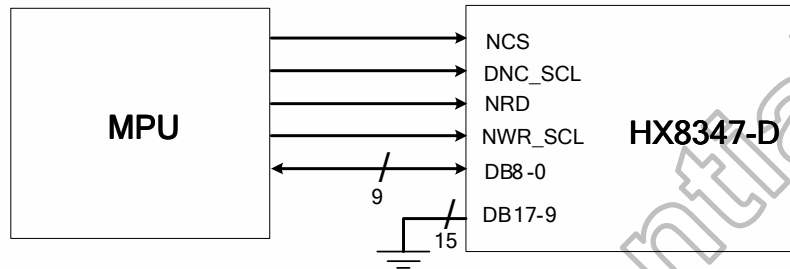 NCS
DNC_SCL
NRD
NWR_SCL
DB8-0
DB17-9
MPU
HX8347-D
9
15